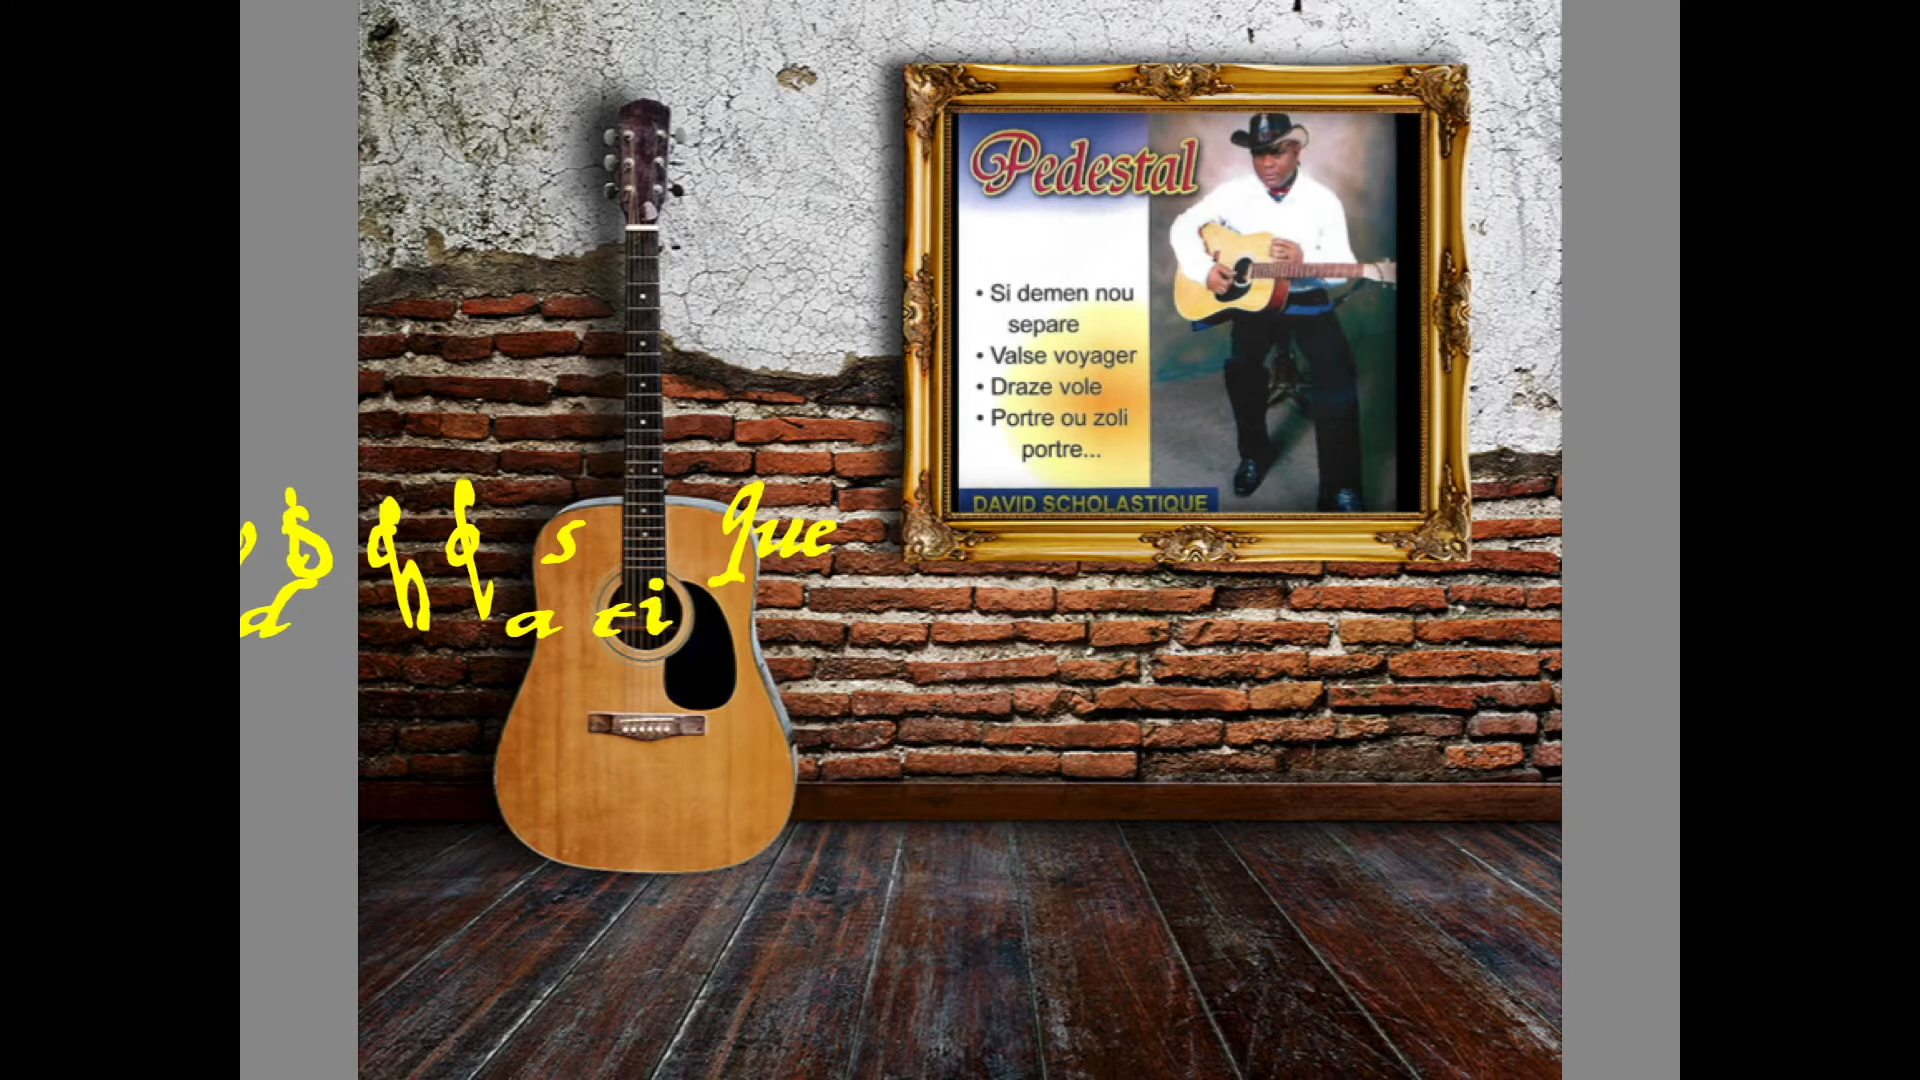 Pedestal
• Si demen nou
separe
• Valse voyager
• Draze vole
• Portre ou zoli
portre...
DAVID SCHOLASTIQUE